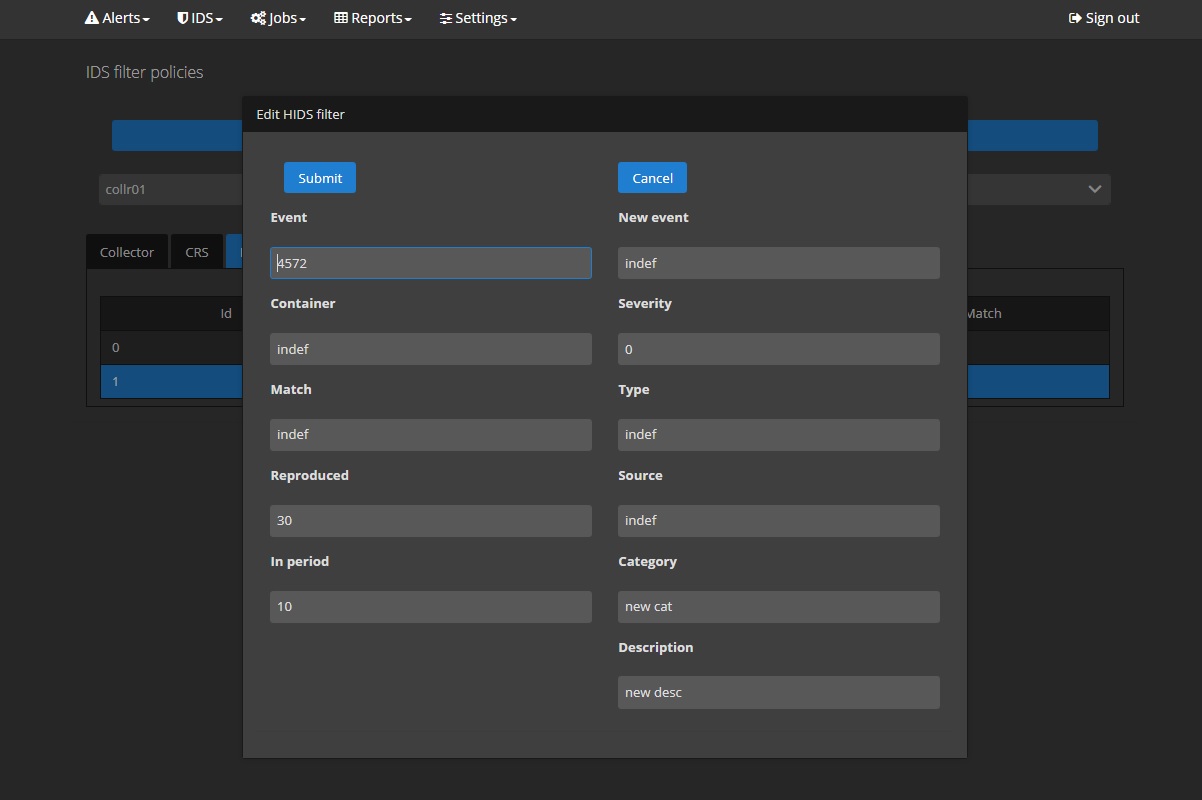 Alerts IDS Jobs Reports Settings Sign out
IDS filter policies
Edit HIDS filter
Submit Cancel
collr01
Event New event
Collector CRS
4572 indef
Container Severity
Id Match
0
indef 0
1
Match Type
indef indef
Reproduced Source
30 indef
In period Category
10 new cat
Description
new desc